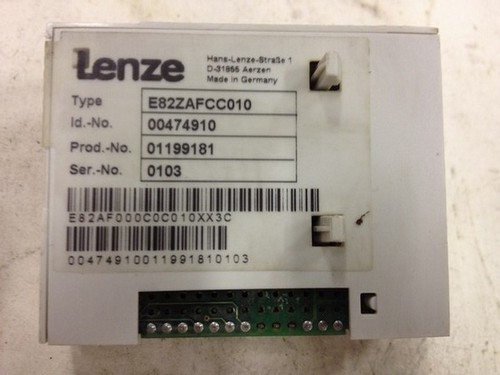 Lenze
Hans-Lenze-Straße 1
D-31855 Aerzen
Made in Germany
Type E82ZAFCC010
Id.-No. 00474910
Prod.-No. 01199181
Ser.-No. 0103
E82AF000C0C010XX3C
00474910011991810103